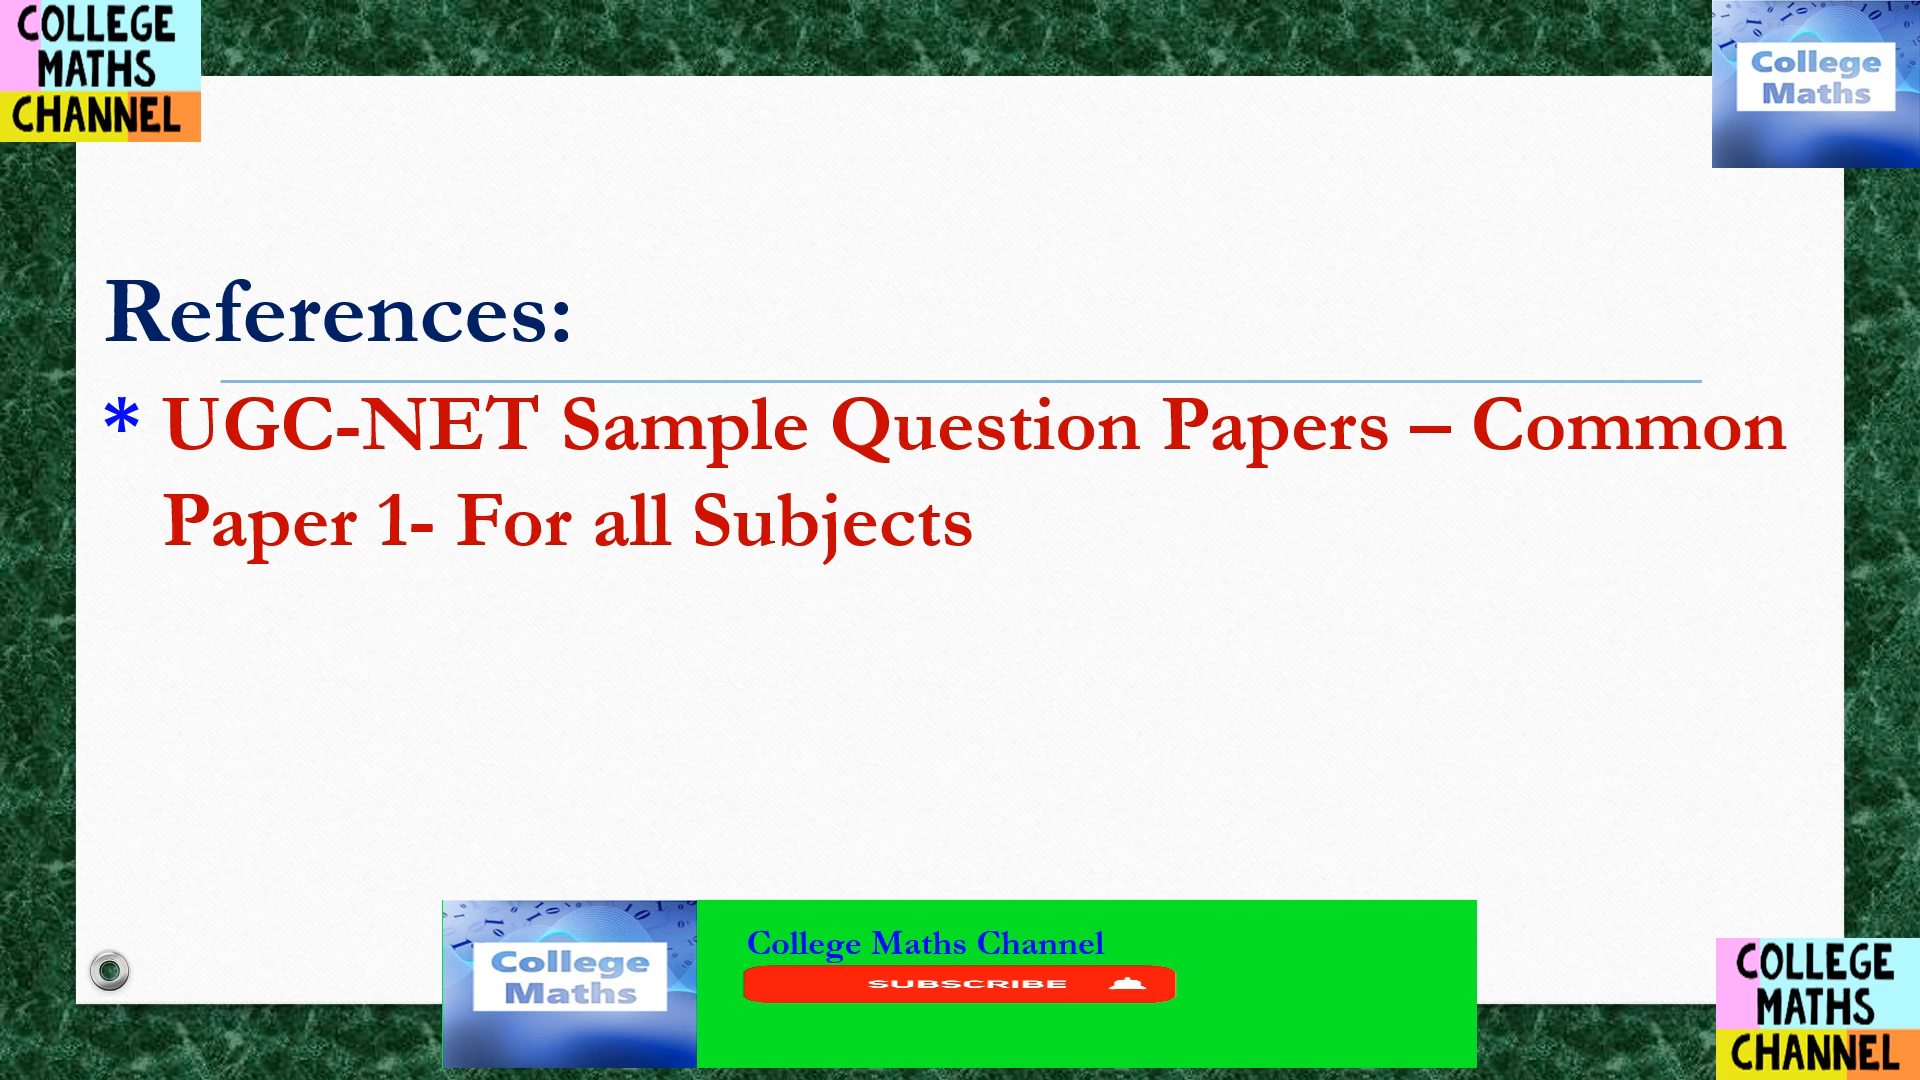 COLLEGE
MATHS
CHANNEL
College
Maths
References:
* UGC-NET Sample Question Papers – Common
Paper 1- For all Subjects
College
Maths
College Maths Channel
SUBSCRIBE
COLLEGE
MATHS
CHANNEL